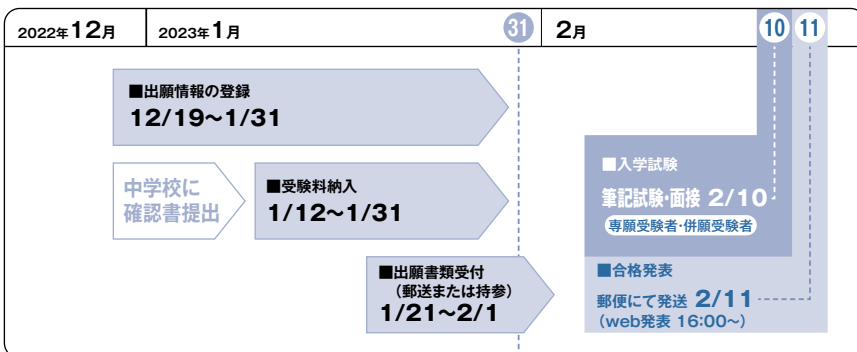 2022年12月
2023年1月
31
2月
10
11
■出願情報の登録
12/19〜1/31
中学校に
確認書提出
■受験料納入
1/12〜1/31
■出願書類受付
（郵送または持参）
1/21〜2/1
■入学試験
筆記試験・面接 2/10
専願受験者・併願受験者
■合格発表
郵便にて発送 2/11
（web発表 16:00〜）